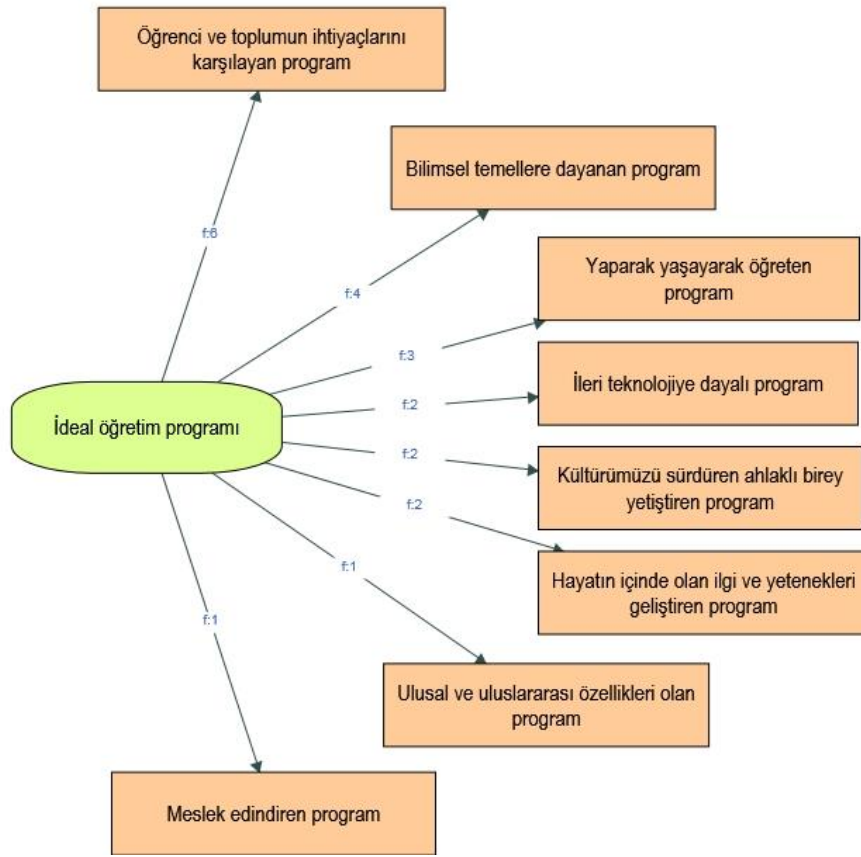 Öğrenci ve toplumun ihtiyaçlarını
karşılayan program
Bilimsel temellere dayanan program
f:6
f:4
Yaparak yaşayarak öğreten
program
f:3
İleri teknolojiye dayalı program
f:2
İdeal öğretim programı
f:2
Kültürümüzü sürdüren ahlaklı birey
yetiştiren program
f:2
Hayatın içinde olan ilgi ve yetenekleri
geliştiren program
f:1
f:1
Ulusal ve uluslararası özellikleri olan
program
Meslek edindiren program